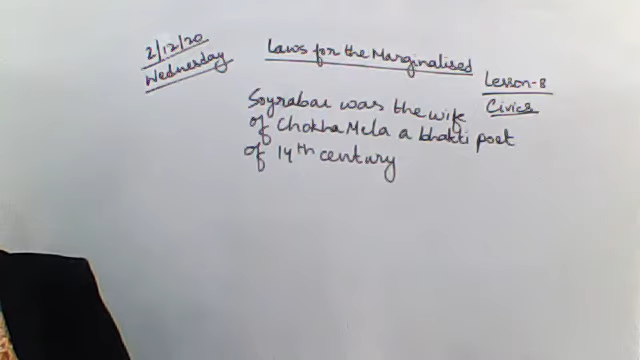 2/12/20
Wednesday
Laws for the Marginalised
Lesson-8
Civics
Soyrabai was the wife
of Chokha Mela a bhakti poet
of 14th century